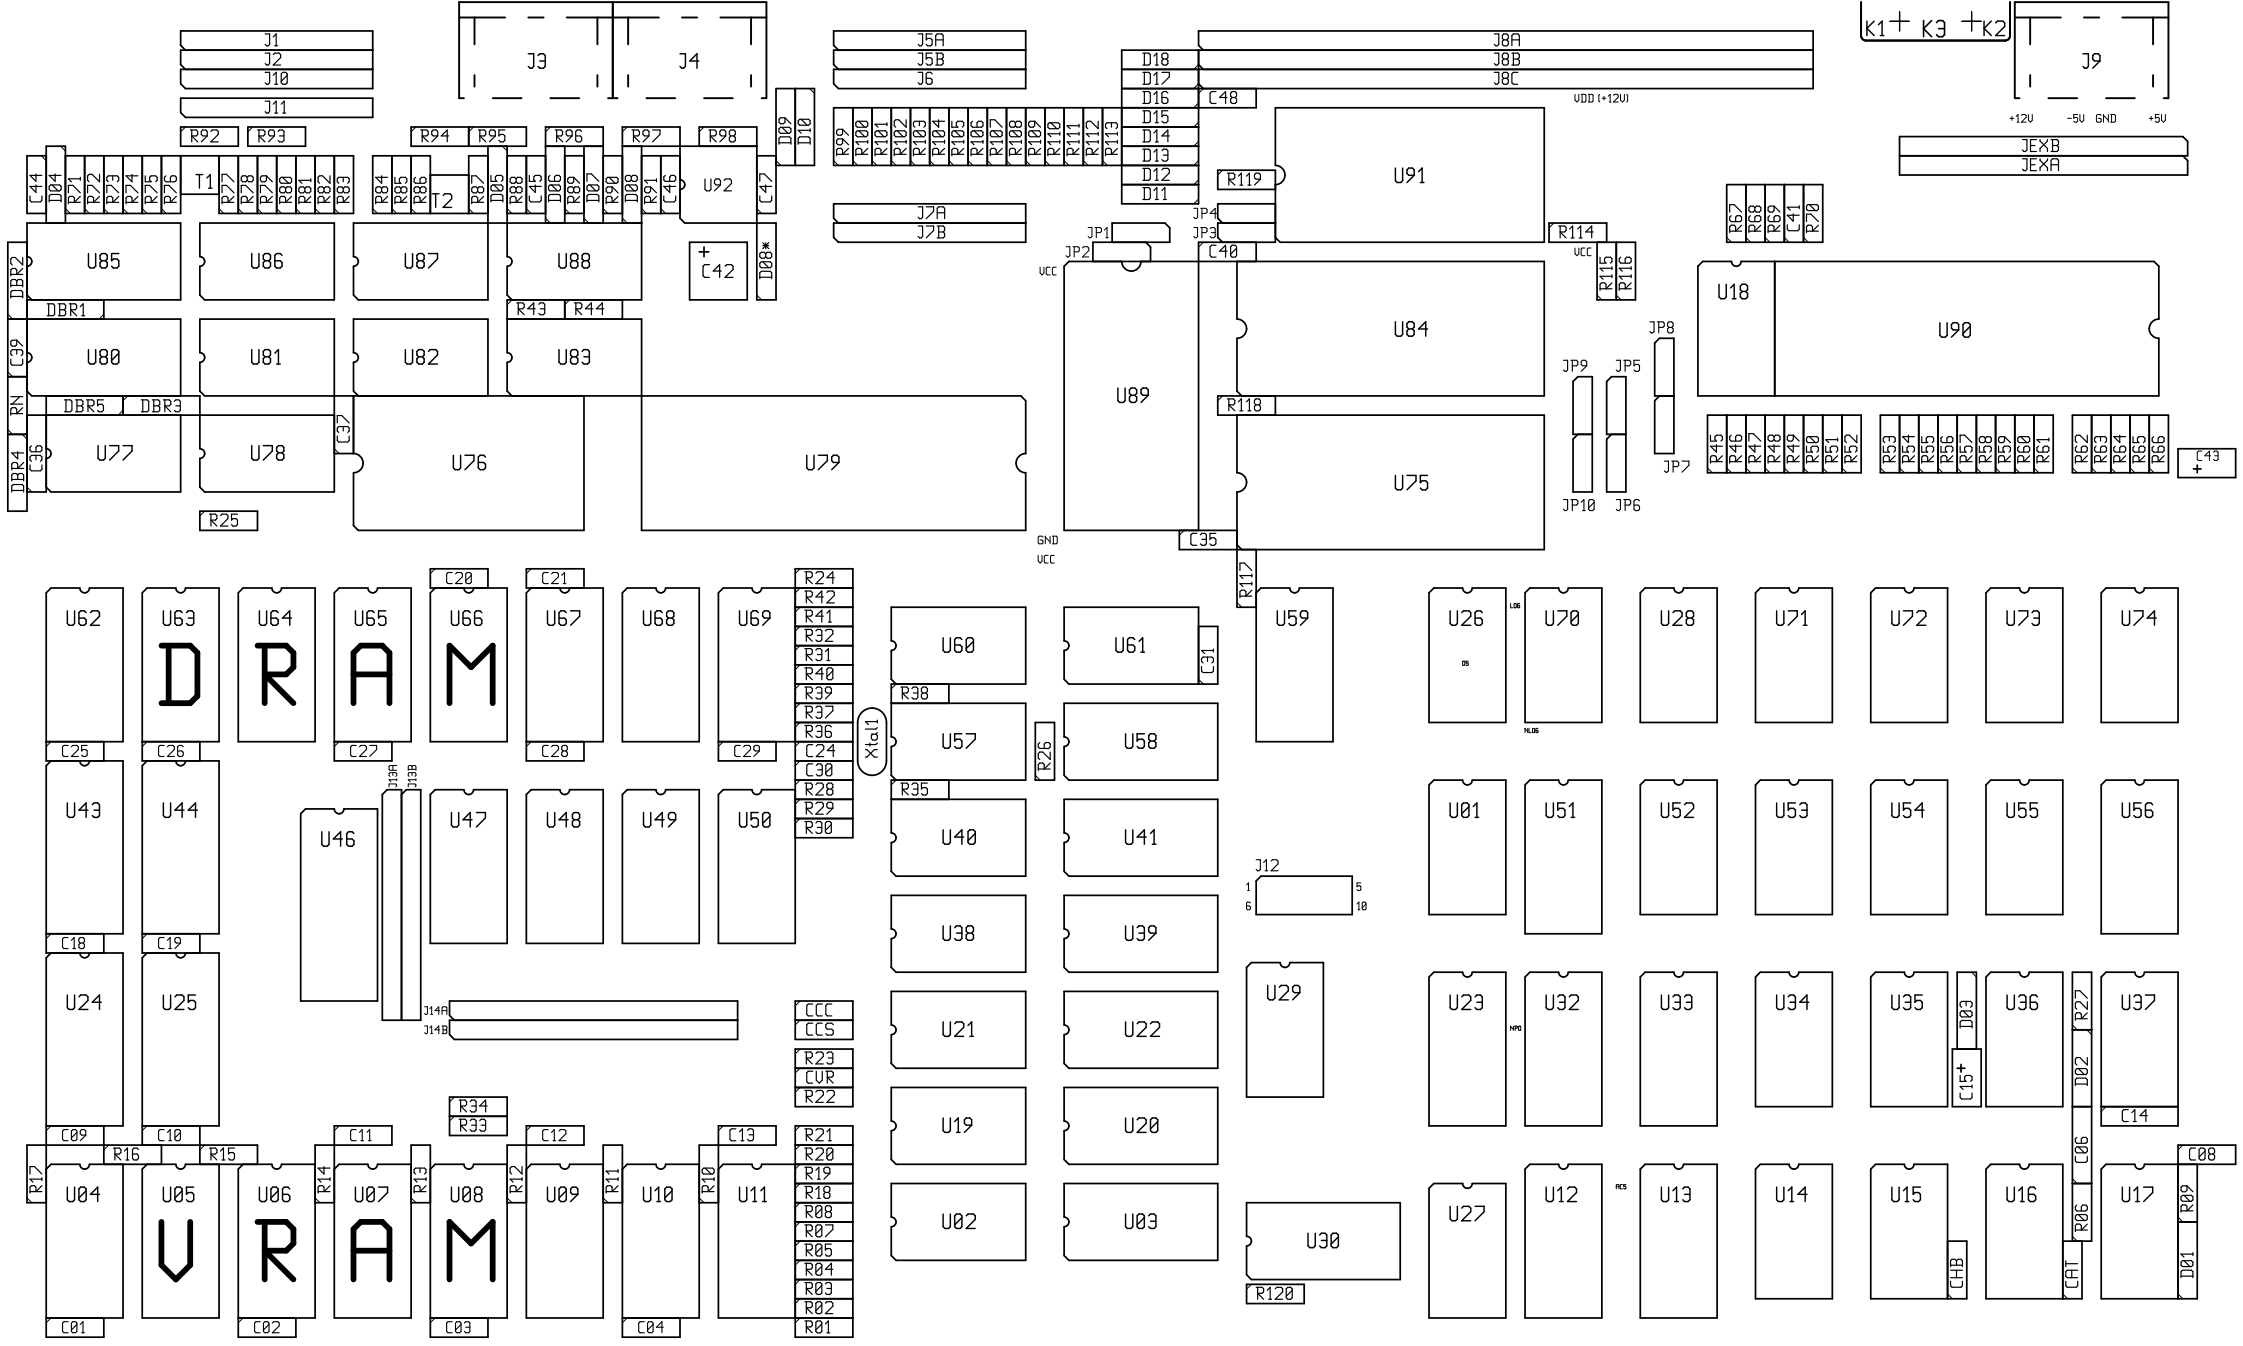 J1
J2
J10
J11
J3
J4
J5A
J5B
J6
J8A
J8B
J8C
K1 K3 K2
J9
VDD (+12V)
+12V -5V GND +5V
JEXB
JEXA
D18
D17
D16
D15
D14
D13
D12
D11
C48
R92 R93 R94 R95 R96 R97 R98
D09 D10
R99 R100 R101 R102 R103 R104 R105 R106 R107 R108 R109 R110 R111 R112 R113
C44 D04 R71 R72 R73 R74 R75 R76 T1 R77 R78 R79 R80 R81 R82 R83 R84 R85 R86 T2 R87 D05 R88 C45 D06 R89 D07 R90 D08 R91 C46 U92 C47
R119
U91
J7A
J7B
JP4
JP3
JP1
JP2
C40
R114
VCC
R115 R116
R67 R68 R69 C41 R70
DBR2
U85 U86 U87 U88
+
C42
D08*
VCC
DBR1
R43 R44
U84
U18
U90
C39
U80 U81 U82 U83
U89
JP8
JP9 JP5
JP7
JP10 JP6
RN
DBR5 DBR3
R118
DBR4
C36
U77 U78
C37
U76
U79
U75
R45 R46 R47 R48 R49 R50 R51 R52
R53 R54 R55 R56 R57 R58 R59 R60 R61
R62 R63 R64 R65 R66
C43
+
R25
GND
VCC
C35
R117
C20 C21
U62 U63 U64 U65 U66 U67 U68 U69
DRAM
R24
R42
R41
R32
R31
R40
R39
R37
R36
C24
C30
R28
R29
R30
U60 U61
C31
U59
R38
Xtal1
U57
R26
U58
R35
U26
OS
LOG
U70
NLOG
U28 U71 U72 U73 U74
C25 C26 C27 C28 C29
J13A J13B
U43 U44 U46 U47 U48 U49 U50
U40 U41
U01 U51 U52 U53 U54 U55 U56
J12
1 5
6 10
C18 C19
U38 U39
U24 U25
J14A
J14B
CCC
CCS
U21 U22
U29
U23
NPO
U32 U33 U34 U35
D03
+
C15
U36
R27
D02
U37
C14
R23
CVR
R22
R34
R33
U19 U20
C09 C10 C11 C12 C13
R16 R15
R17 R14 R13 R12 R11 R10
U04 U05 U06 U07 U08 U09 U10 U11
VRAM
R21
R20
R19
R18
R08
R07
R05
R04
R03
R02
R01
U02 U03
U30
R120
U27
U12
ACS
U13 U14 U15
CHB
U16
C06
R06
CAT
U17
C08
R09
D01
C01 C02 C03 C04